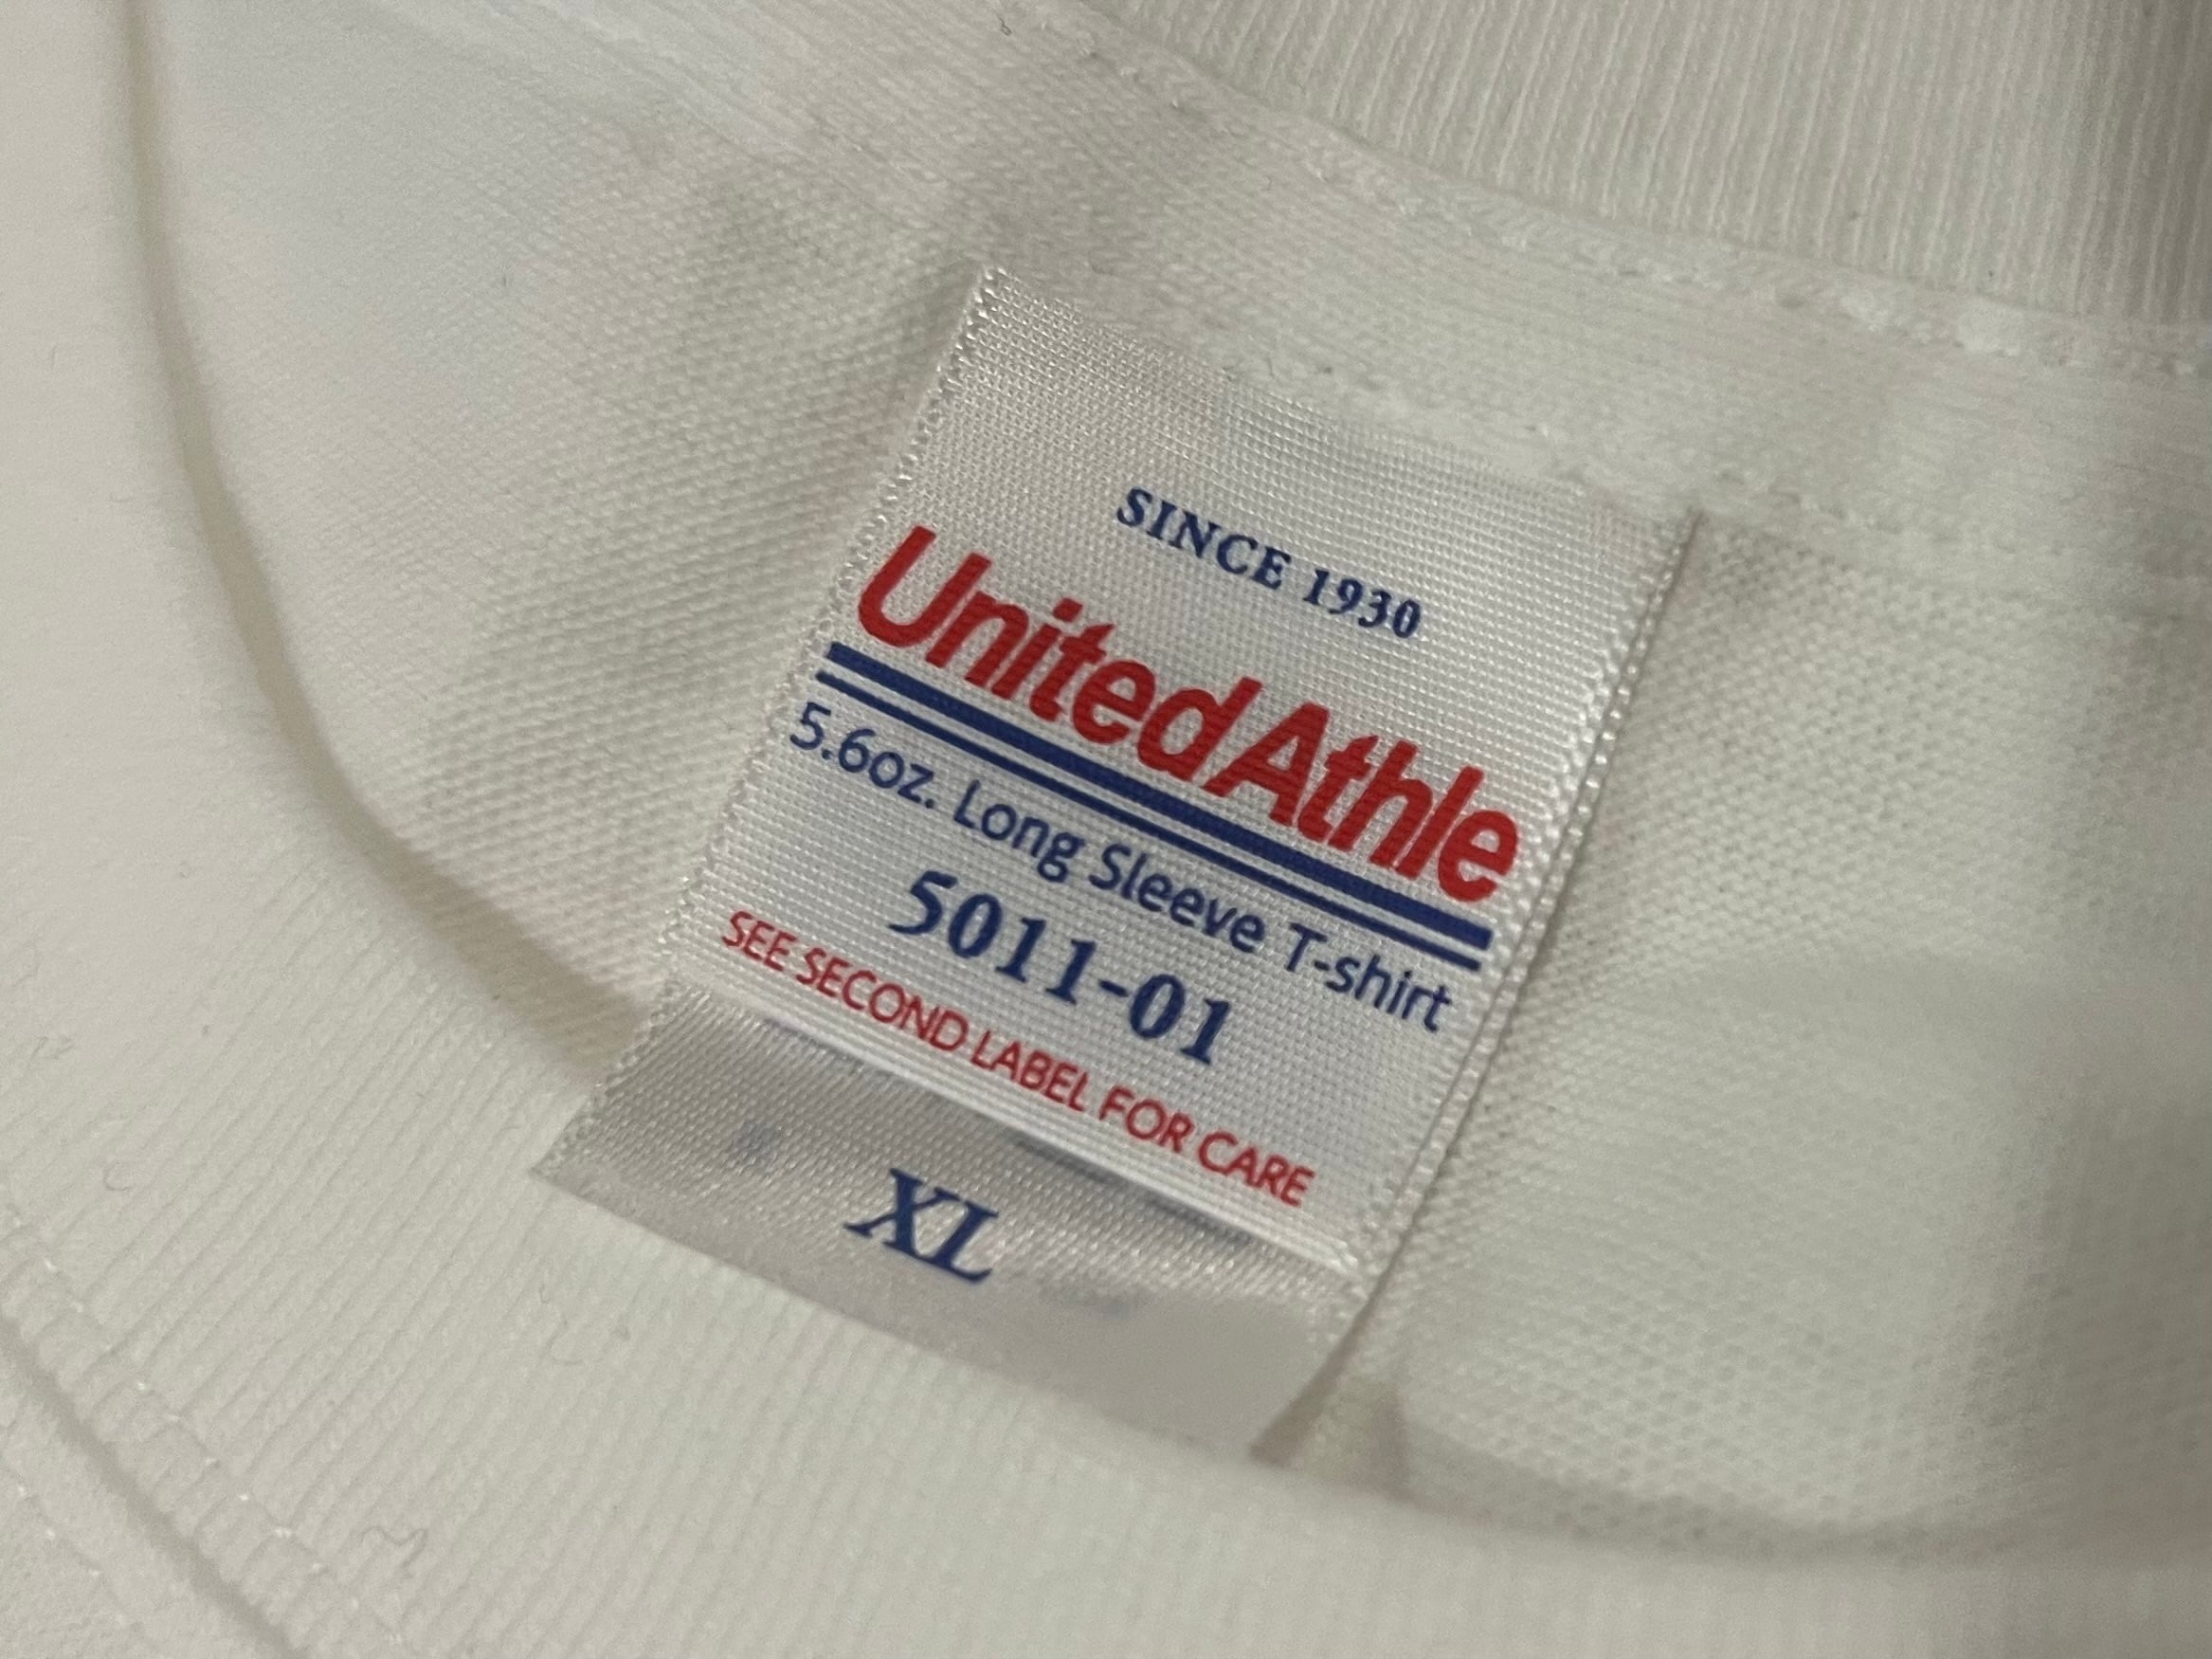 SINCE 1930
UnitedAthle
5.6oz. Long Sleeve T-shirt
5011-01
SEE SECOND LABEL FOR CARE
XL